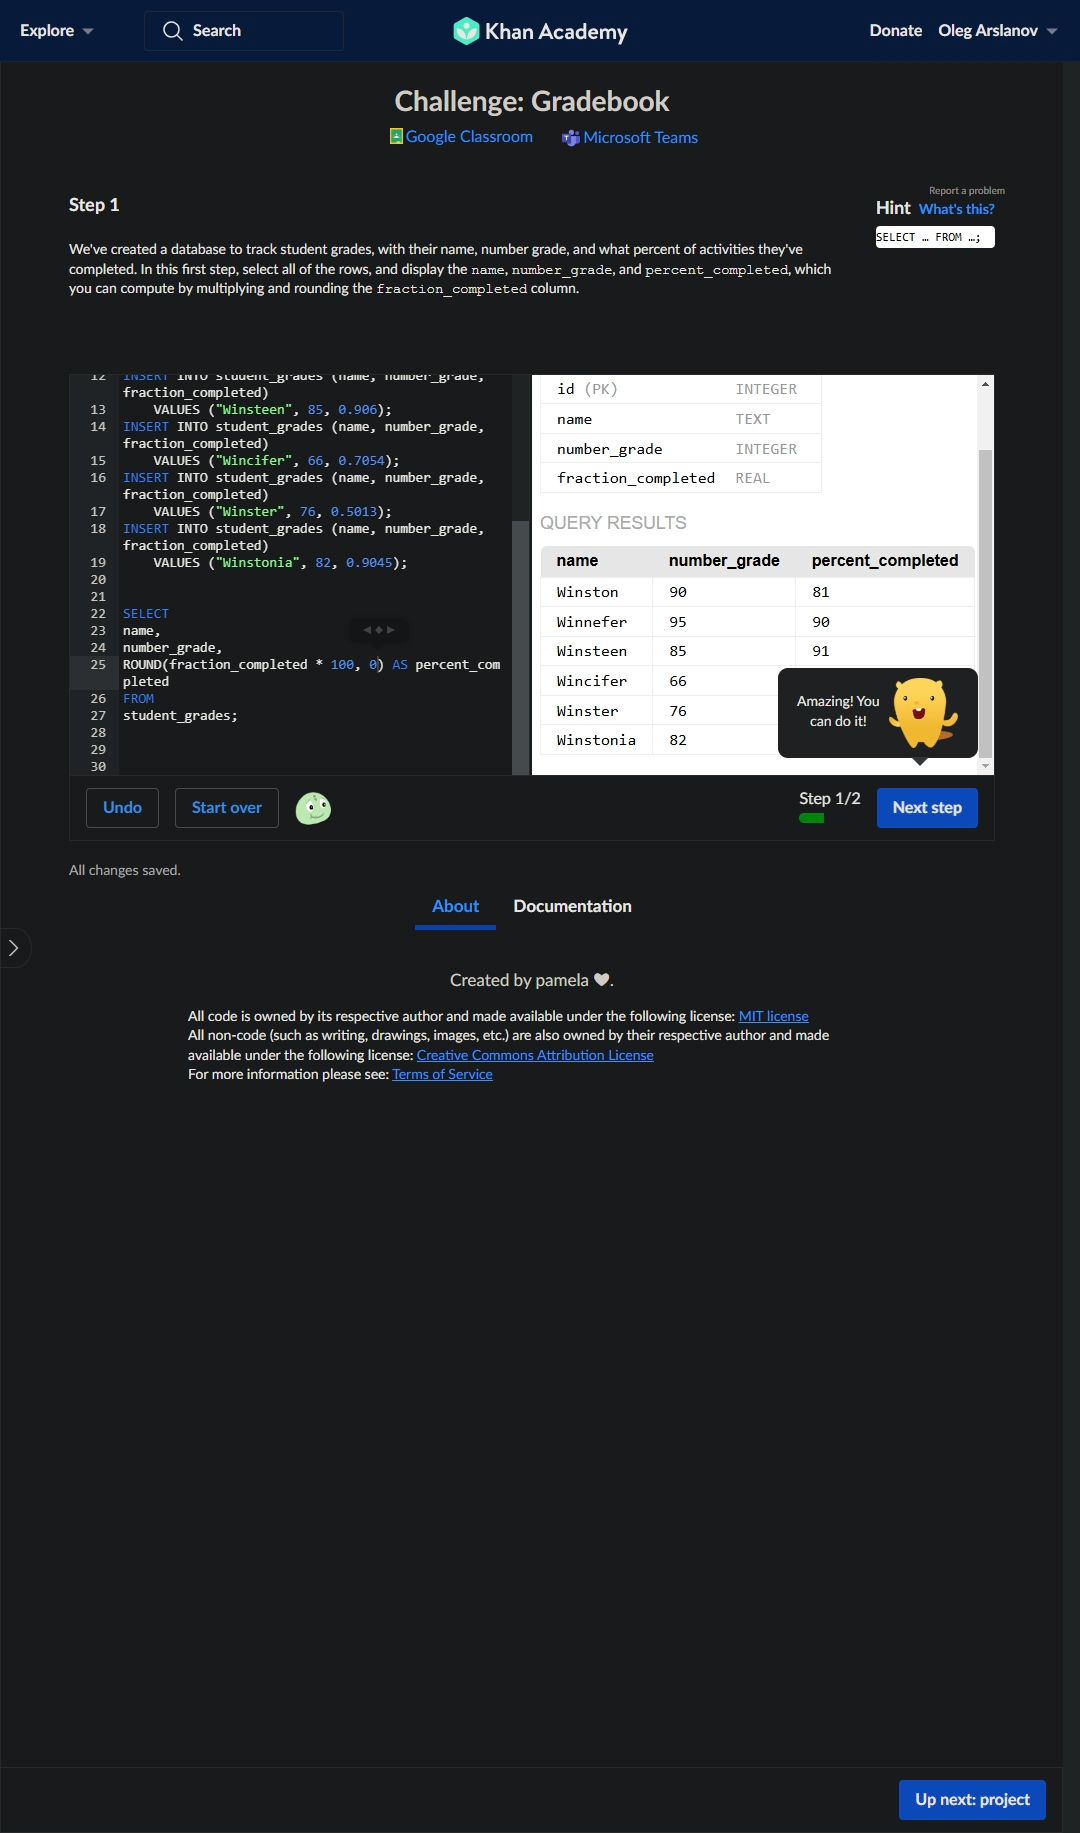 Explore
Search
Khan Academy
Donate
Oleg Arslanov
Challenge: Gradebook
Google Classroom
Microsoft Teams
Report a problem
Step 1
Hint What's this?
SELECT … FROM …;
We've created a database to track student grades, with their name, number grade, and what percent of activities they've
completed. In this first step, select all of the rows, and display the name, number_grade, and percent_completed, which
you can compute by multiplying and rounding the fraction_completed column.
12 INSERT INTO student_grades (name, number_grade,
fraction_completed)
13 VALUES ("Winsteen", 85, 0.906);
14 INSERT INTO student_grades (name, number_grade,
fraction_completed)
15 VALUES ("Wincifer", 66, 0.7054);
16 INSERT INTO student_grades (name, number_grade,
fraction_completed)
17 VALUES ("Winster", 76, 0.5013);
18 INSERT INTO student_grades (name, number_grade,
fraction_completed)
19 VALUES ("Winstonia", 82, 0.9045);
20
21
22 SELECT
23 name,
24 number_grade,
25 ROUND(fraction_completed * 100, 0) AS percent_com
pleted
26 FROM
27 student_grades;
28
29
30
id (PK) INTEGER
name TEXT
number_grade INTEGER
fraction_completed REAL
QUERY RESULTS
name number_grade percent_completed
Winston 90 81
Winnefer 95 90
Winsteen 85 91
Wincifer 66
Winster 76
Winstonia 82
Amazing! You
can do it!
Undo
Start over
Step 1/2
Next step
All changes saved.
About
Documentation
Created by pamela ♥.
All code is owned by its respective author and made available under the following license: MIT license
All non-code (such as writing, drawings, images, etc.) are also owned by their respective author and made
available under the following license: Creative Commons Attribution License
For more information please see: Terms of Service
Up next: project